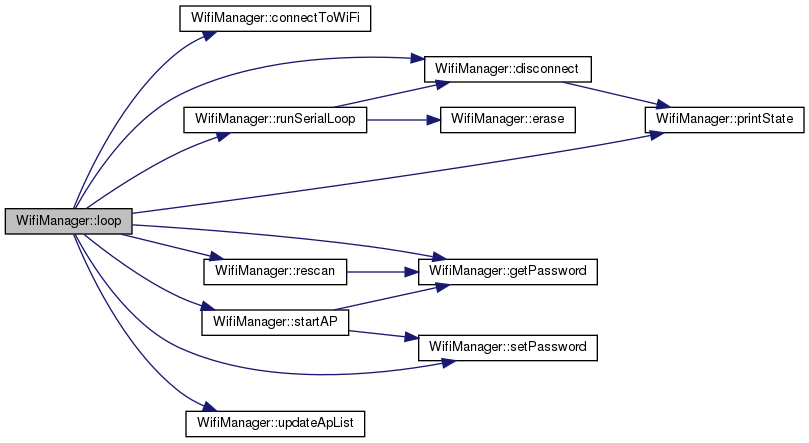 WifiManager::connectToWiFi
WifiManager::disconnect
WifiManager::runSerialLoop
WifiManager::erase
WifiManager::printState
WifiManager::loop
WifiManager::rescan
WifiManager::getPassword
WifiManager::startAP
WifiManager::setPassword
WifiManager::updateApList